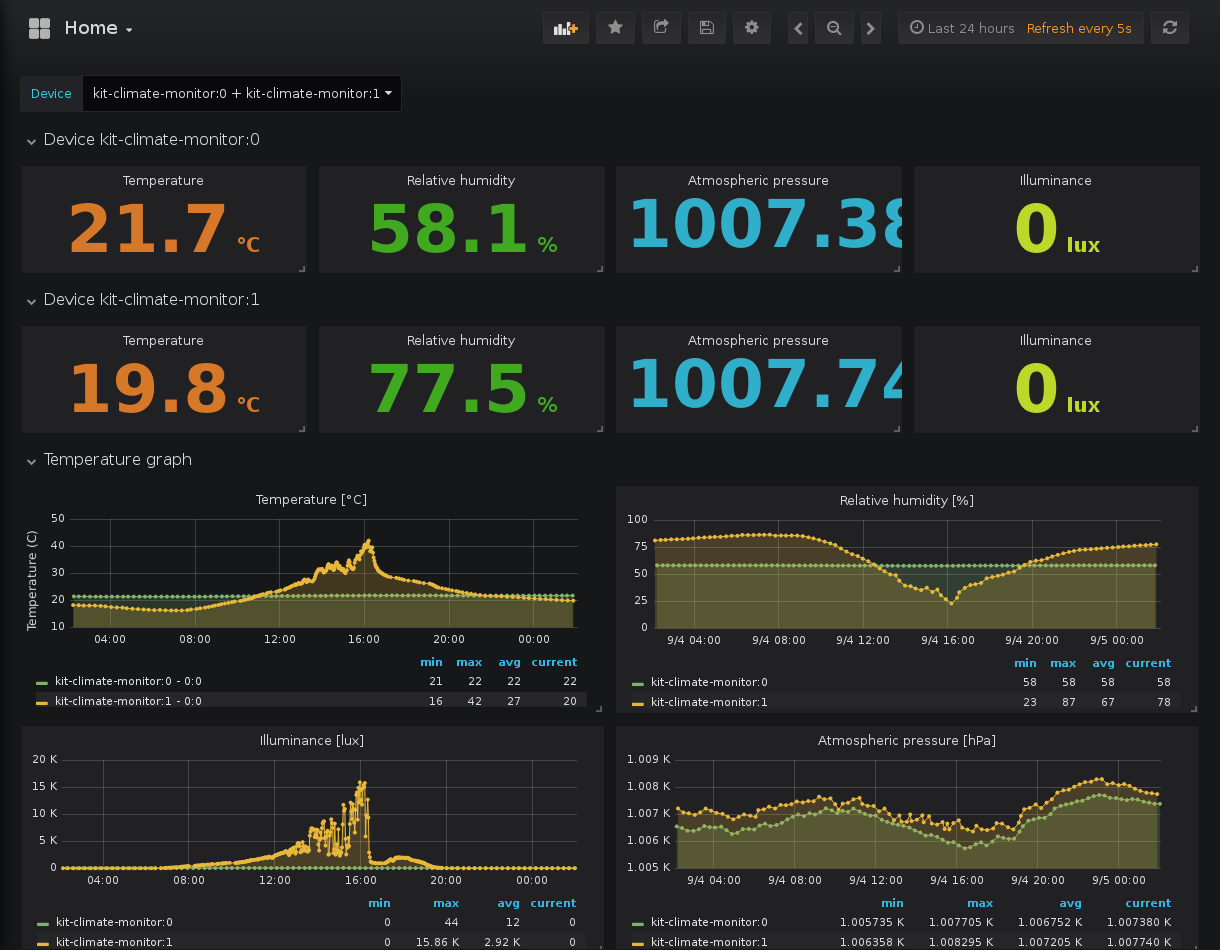 Home
Last 24 hours Refresh every 5s
Device kit-climate-monitor:0 + kit-climate-monitor:1
Device kit-climate-monitor:0
Temperature Relative humidity Atmospheric pressure Illuminance
21.7 °C 58.1 % 1007.38 0 lux
Device kit-climate-monitor:1
Temperature Relative humidity Atmospheric pressure Illuminance
19.8 °C 77.5 % 1007.74 0 lux
Temperature graph
Temperature [°C]
Temperature (C)
50
40
30
20
10
04:00 08:00 12:00 16:00 20:00 00:00
min max avg current
kit-climate-monitor:0 - 0:0 21 22 22 22
kit-climate-monitor:1 - 0:0 16 42 27 20
Relative humidity [%]
100
75
50
25
0
9/4 04:00 9/4 08:00 9/4 12:00 9/4 16:00 9/4 20:00 9/5 00:00
min max avg current
kit-climate-monitor:0 58 58 58 58
kit-climate-monitor:1 23 87 67 78
Illuminance [lux]
20 K
15 K
10 K
5 K
0
04:00 08:00 12:00 16:00 20:00 00:00
min max avg current
kit-climate-monitor:0 0 44 12 0
kit-climate-monitor:1 0 15.86 K 2.92 K 0
Atmospheric pressure [hPa]
1.009 K
1.008 K
1.007 K
1.006 K
1.005 K
9/4 04:00 9/4 08:00 9/4 12:00 9/4 16:00 9/4 20:00 9/5 00:00
min max avg current
kit-climate-monitor:0 1.005735 K 1.007705 K 1.006752 K 1.007380 K
kit-climate-monitor:1 1.006358 K 1.008295 K 1.007205 K 1.007740 K